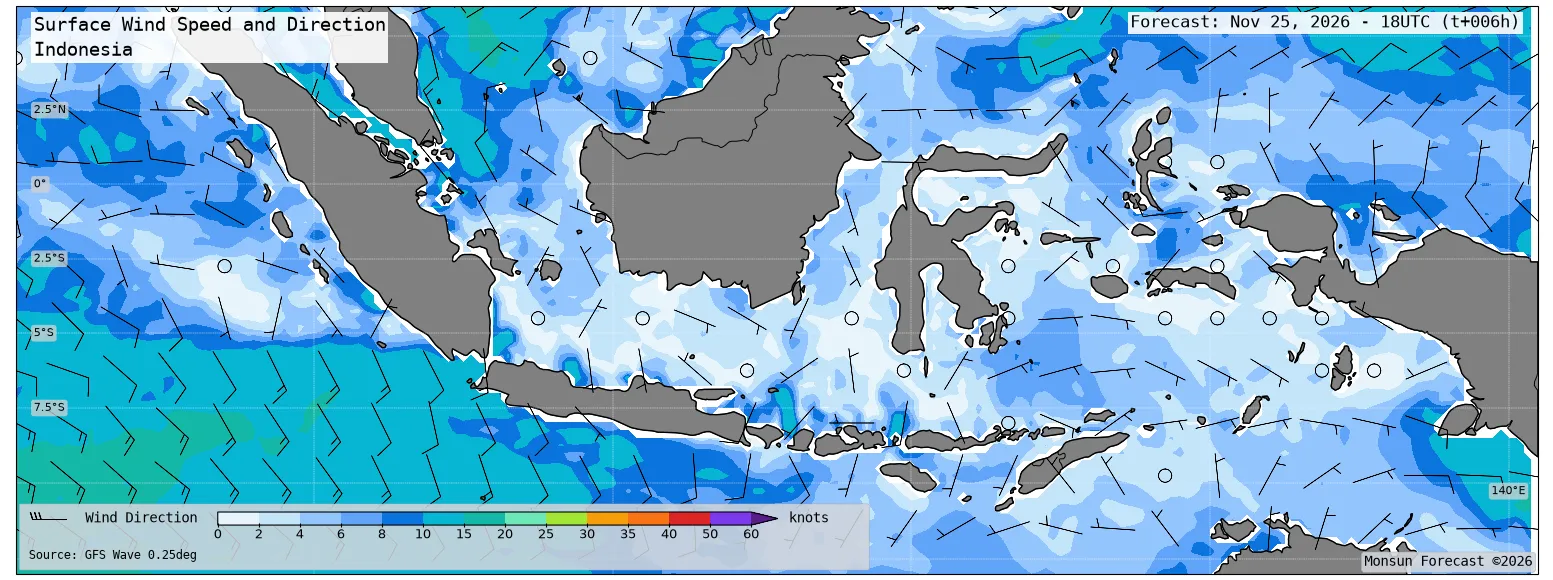 Surface Wind Speed and Direction
Indonesia
Forecast: Nov 25, 2026 - 18UTC (t+006h)
2.5°N
0°
2.5°S
5°S
7.5°S
140°E
Wind Direction
0 2 4 6 8 10 15 20 25 30 35 40 50 60
knots
Source: GFS Wave 0.25deg
Monsun Forecast ©2026